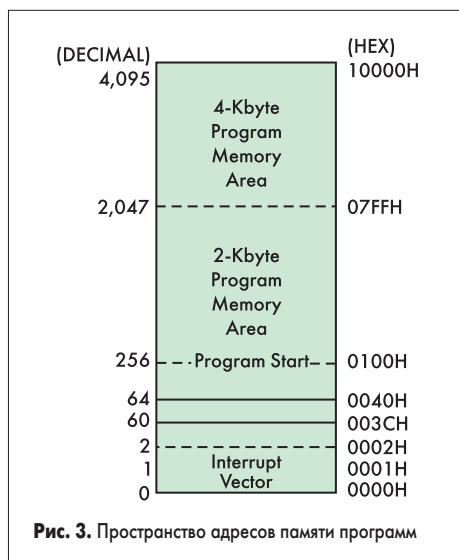 (DECIMAL)
(HEX)
4,095
10000H
4-Kbyte
Program
Memory
Area
2,047
07FFH
2-Kbyte
Program
Memory
Area
256
Program Start
0100H
64
0040H
60
003CH
2
0002H
Interrupt
1
0001H
Vector
0
0000H
Рис. 3. Пространство адресов памяти программ